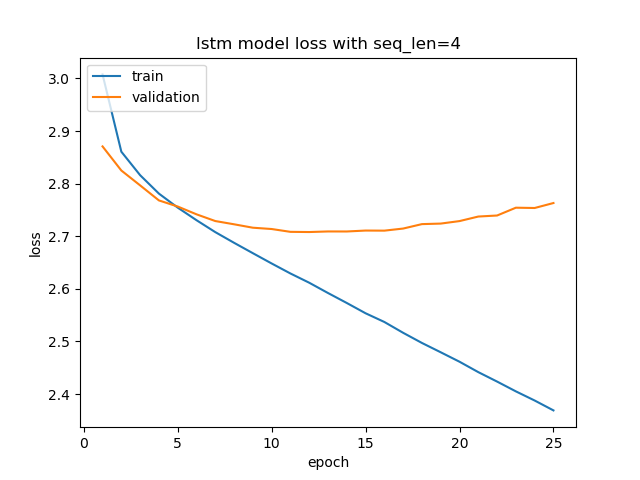 lstm model loss with seq_len=4
train
validation
3.0
2.9
2.8
2.7
2.6
2.5
2.4
loss
0 5 10 15 20 25
epoch